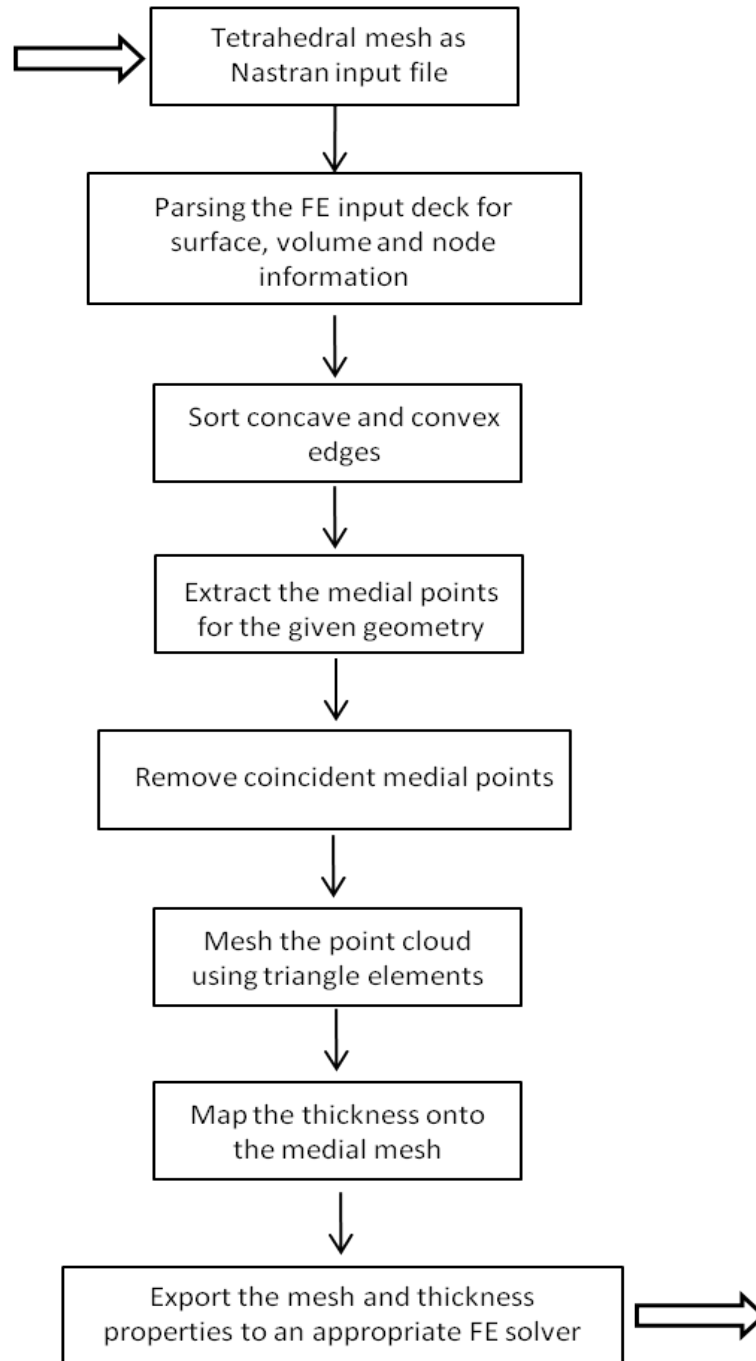 Tetrahedral mesh as
Nastran input file
Parsing the FE input deck for
surface, volume and node
information
Sort concave and convex
edges
Extract the medial points
for the given geometry
Remove coincident medial points
Mesh the point cloud
using triangle elements
Map the thickness onto
the medial mesh
Export the mesh and thickness
properties to an appropriate FE solver